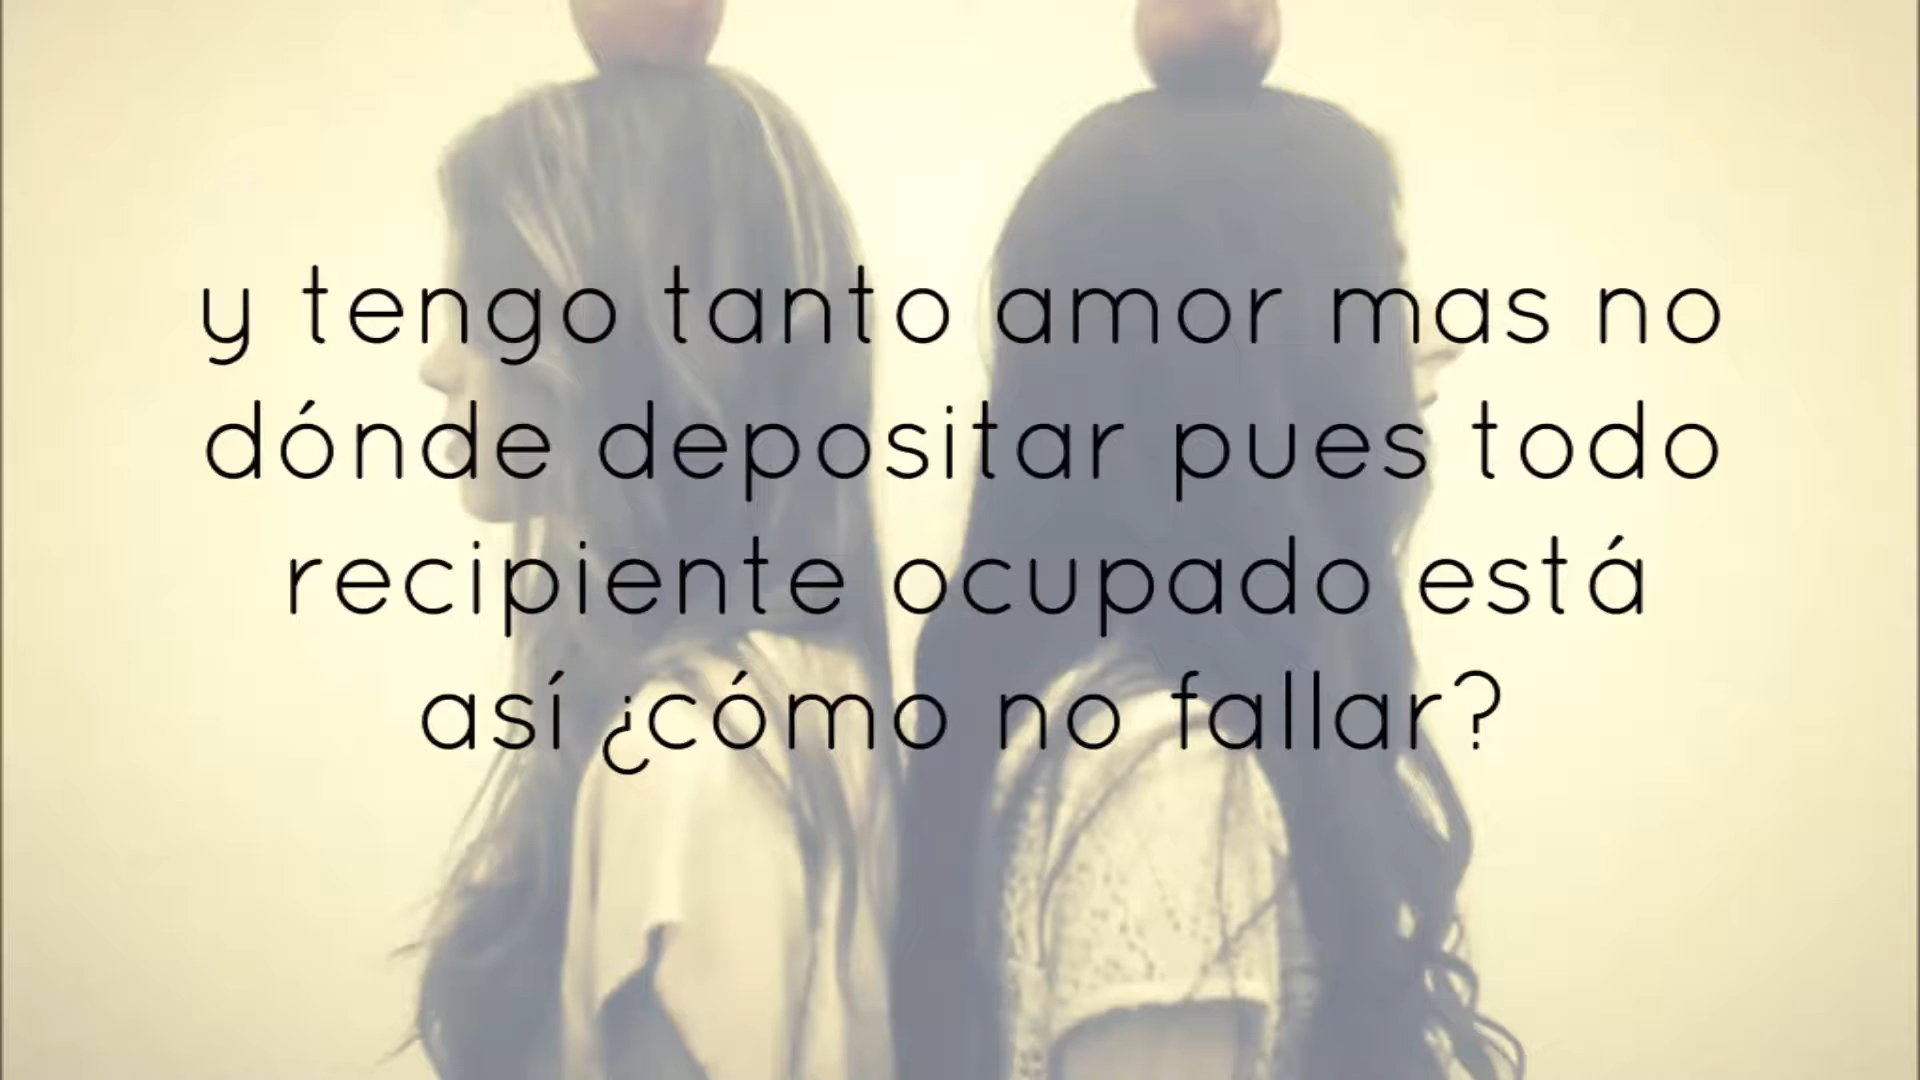 y tengo tanto amor mas no
dónde depositar pues todo
recipiente ocupado está
así ¿cómo no fallar?